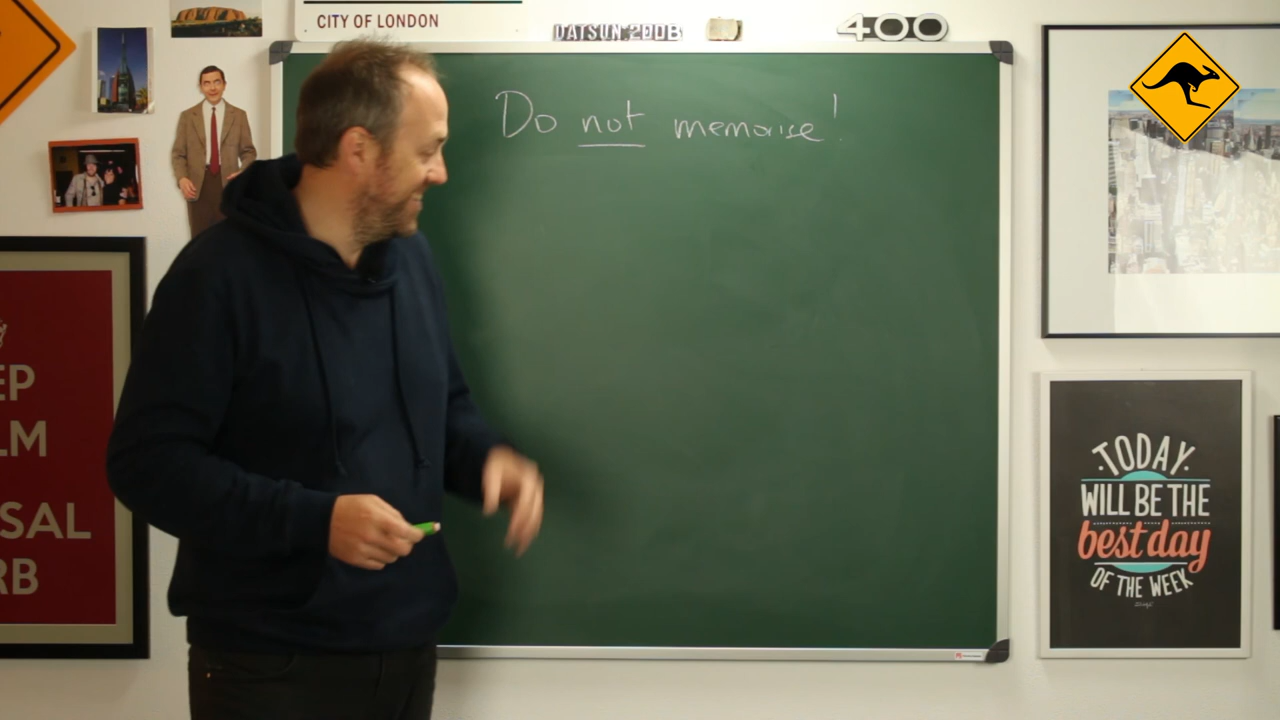 CITY OF LONDON
DATSUN 200B
400
Do not memorise!
EP
LM
SAL
RB
·TODAY·
WILL BE THE
best day
OF THE WEEK